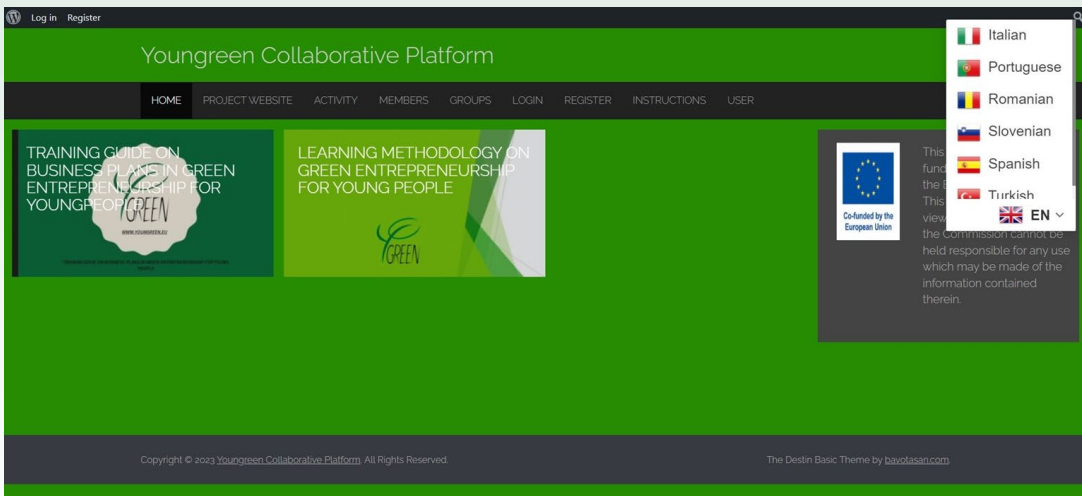 Log in Register
Youngreen Collaborative Platform
HOME PROJECT WEBSITE ACTIVITY MEMBERS GROUPS LOGIN REGISTER INSTRUCTIONS USER
Italian
Portuguese
Romanian
Slovenian
Spanish
Turkish
EN
TRAINING GUIDE ON
BUSINESS PLANS IN GREEN
ENTREPRENEURSHIP FOR
YOUNGPEOPLE
GREEN
WWW.YOUNGREEN.EU
LEARNING METHODOLOGY ON
GREEN ENTREPRENEURSHIP
FOR YOUNG PEOPLE
YGREEN
Co-funded by the
European Union
This
fund
the
This
view
the Commission cannot be
held responsible for any use
which may be made of the
information contained
therein.
Copyright © 2023 Youngreen Collaborative Platform. All Rights Reserved.
The Destin Basic Theme by bavotasan.com.